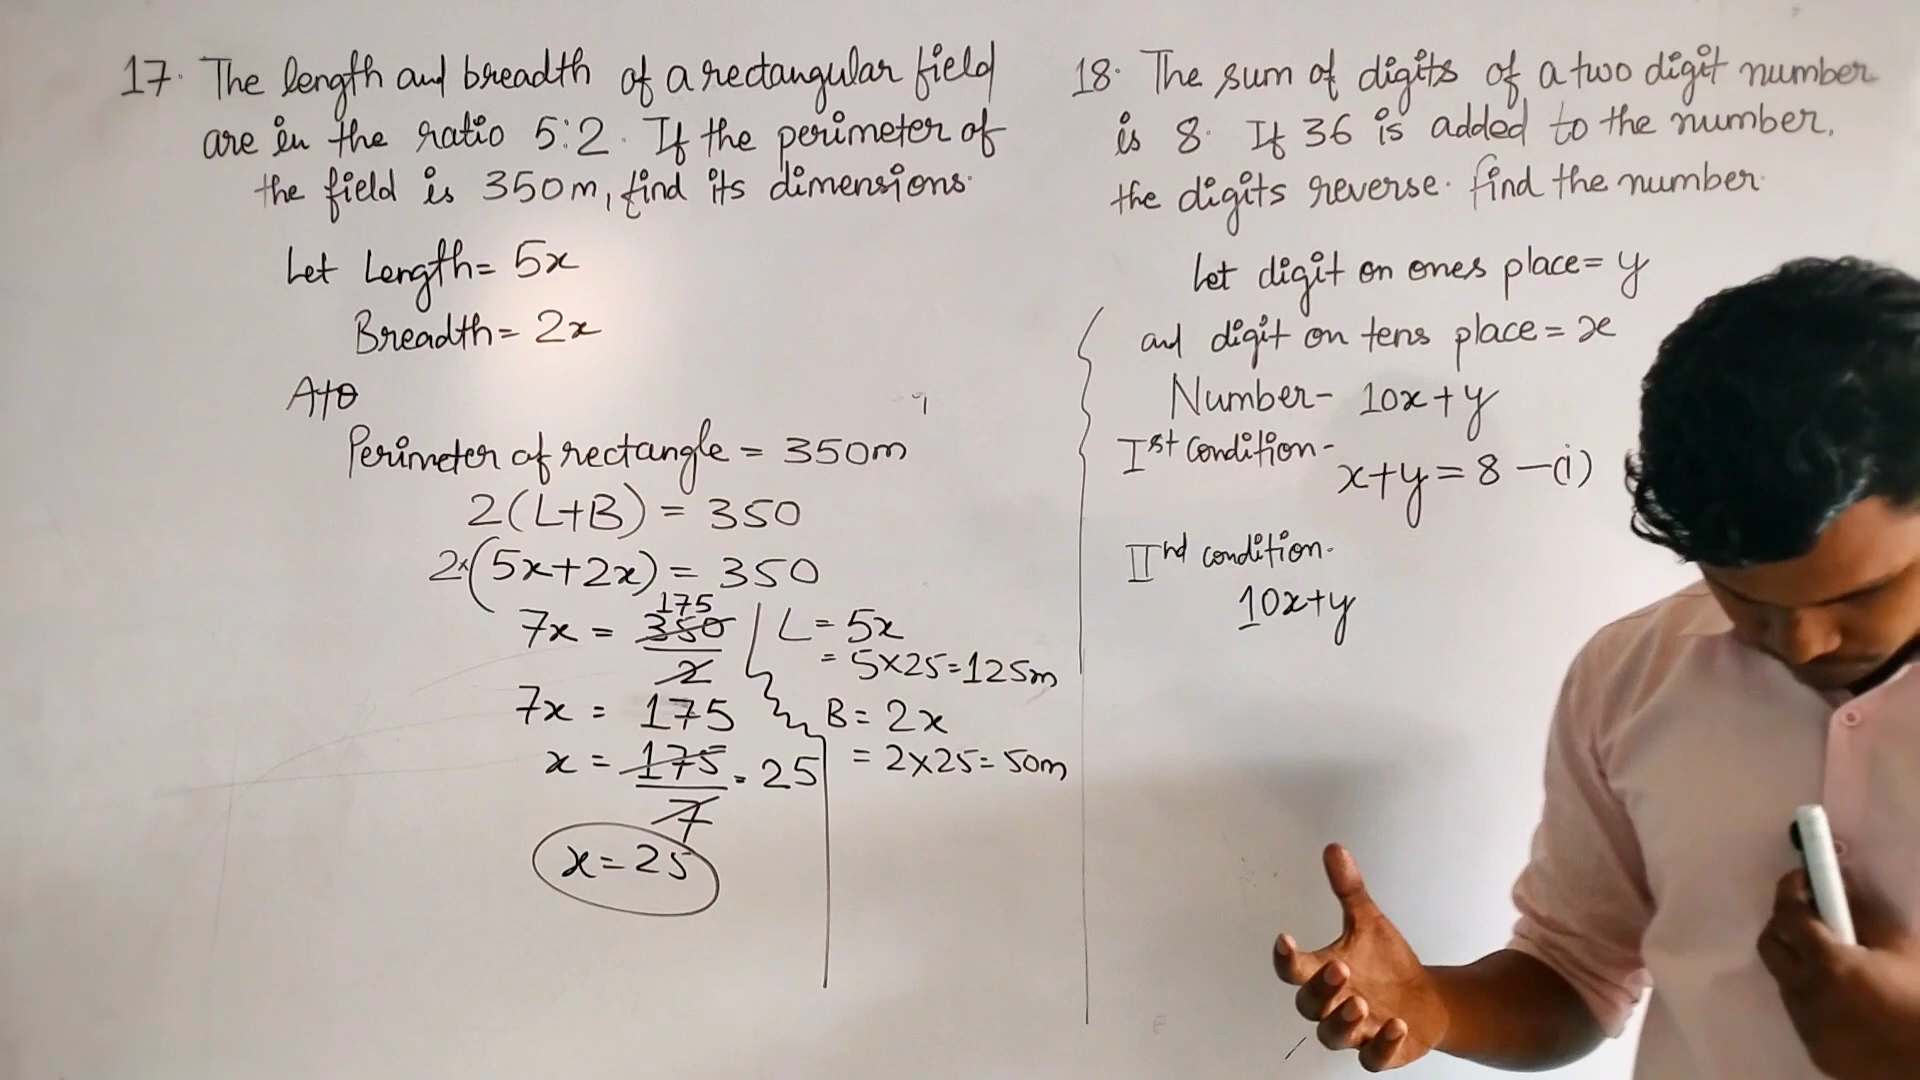 17. The length and breadth of a rectangular field
are in the ratio 5:2. If the perimeter of
the field is 350m, find its dimensions.
Let Length = 5x
Breadth = 2x
Perimeter of rectangle = 350m
2(L+B) = 350
2×(5x+2x) = 350
175
7x = 350/2
7x = 175
x = 175/7 = 25
x = 25
L = 5x
= 5×25=125m
B = 2x
= 2×25=50m
18. The sum of digits of a two digit number
is 8. If 36 is added to the number,
the digits reverse. find the number.
Let digit on ones place = y
and digit on tens place = x
Number- 10x+y
Ist condition-
x+y = 8 —(i)
IInd condition-
10x+y